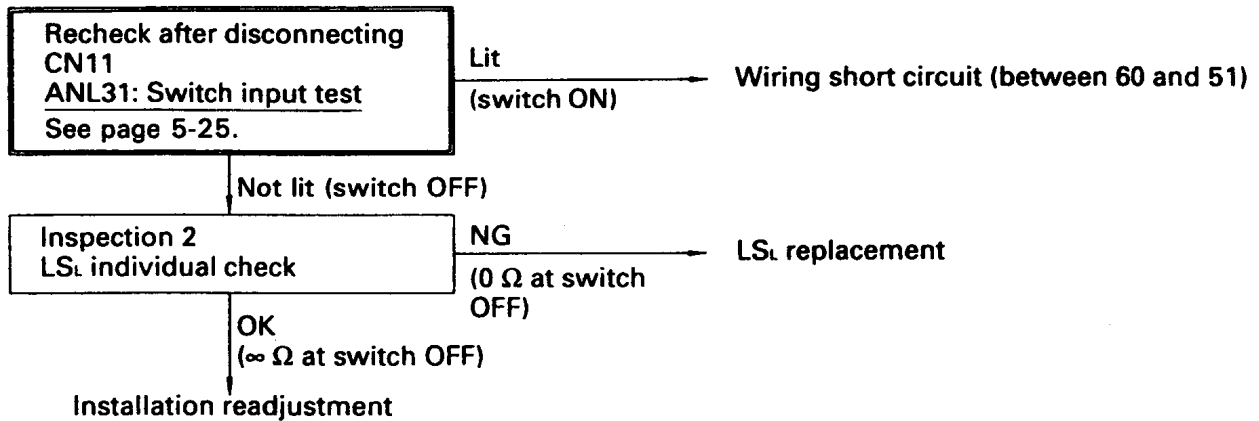 Recheck after disconnecting
CN11
ANL31: Switch input test
See page 5-25.
Lit
(switch ON)
Wiring short circuit (between 60 and 51)
Not lit (switch OFF)
Inspection 2
LSL individual check
NG
(0 Ω at switch
OFF)
LSL replacement
OK
(∞ Ω at switch OFF)
Installation readjustment